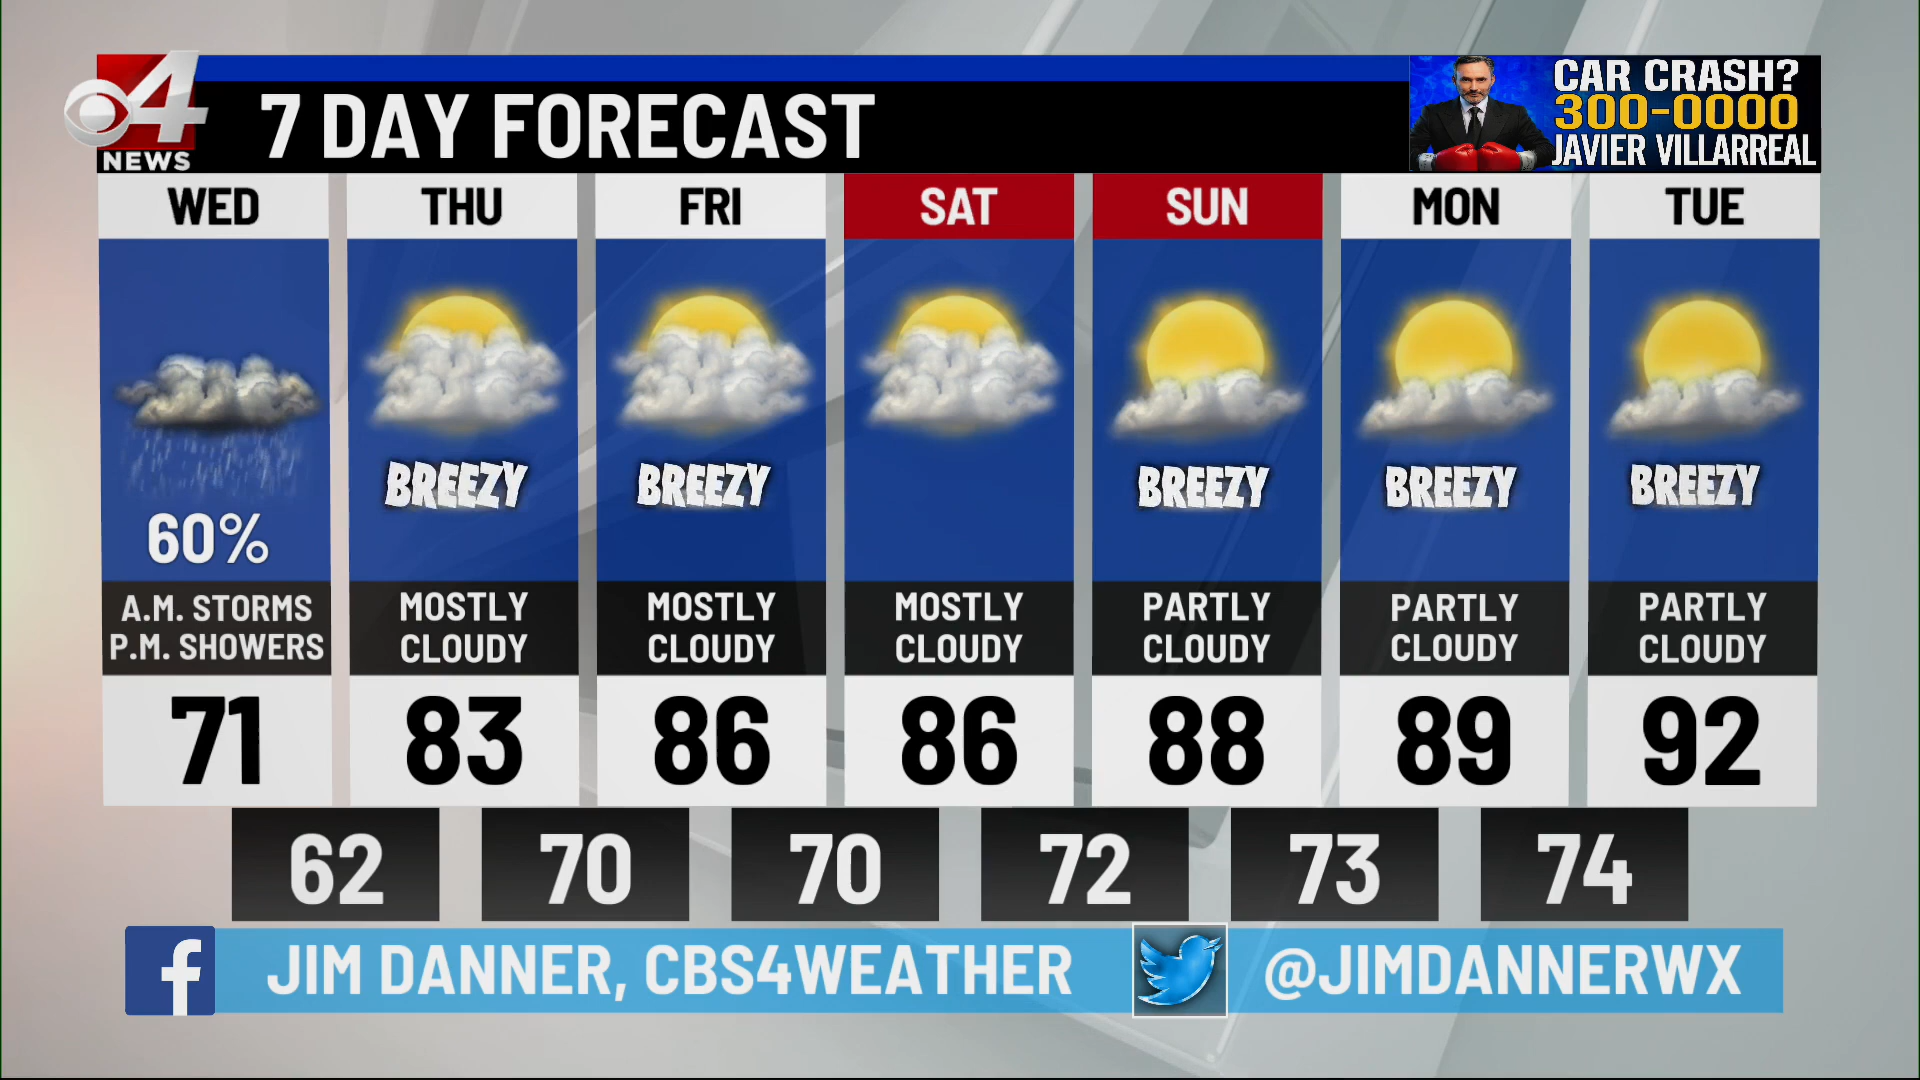 4
NEWS
7 DAY FORECAST
CAR CRASH?
300-0000
JAVIER VILLARREAL
WED
THU
FRI
SAT
SUN
MON
TUE
BREEZY
BREEZY
BREEZY
BREEZY
BREEZY
60%
A.M. STORMS
P.M. SHOWERS
MOSTLY
CLOUDY
MOSTLY
CLOUDY
MOSTLY
CLOUDY
PARTLY
CLOUDY
PARTLY
CLOUDY
PARTLY
CLOUDY
71
83
86
86
88
89
92
62
70
70
72
73
74
f
JIM DANNER, CBS4WEATHER
@JIMDANNERWX